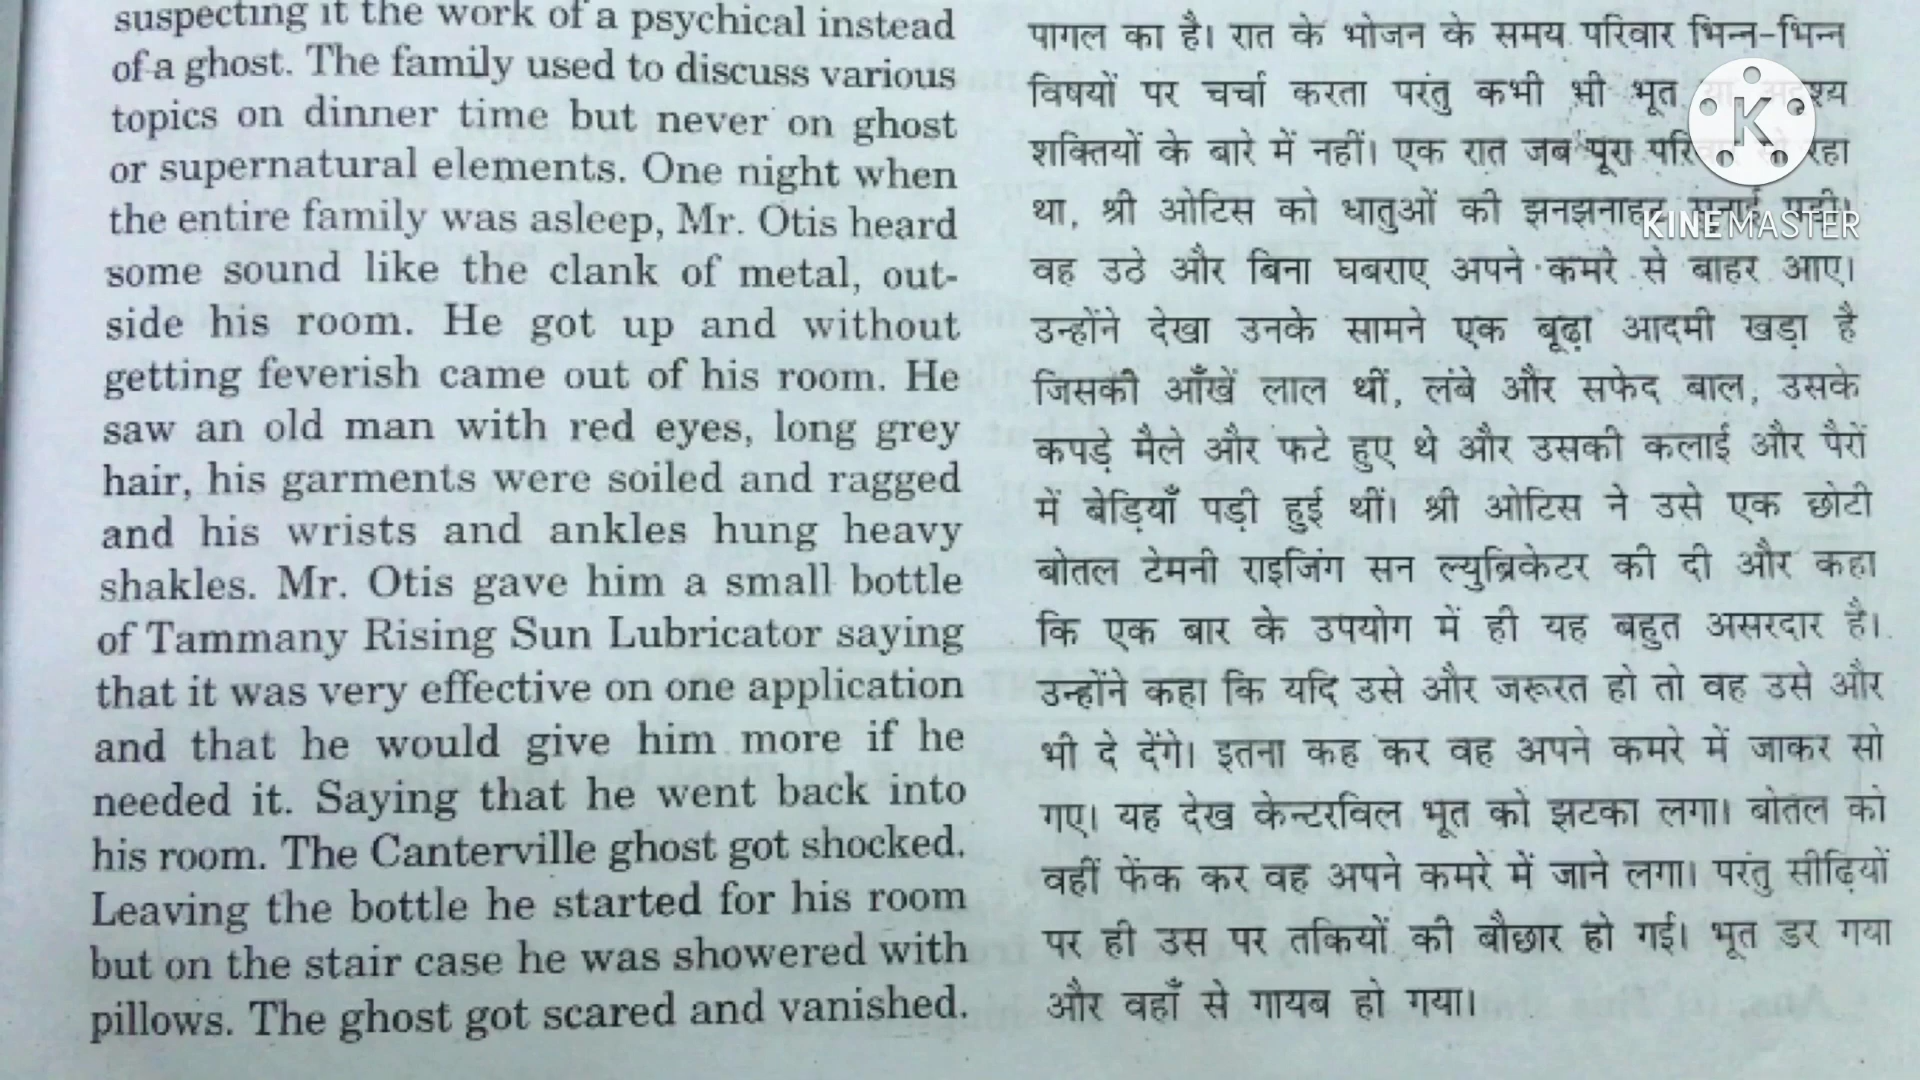 suspecting it the work of a psychical instead
of a ghost. The family used to discuss various
topics on dinner time but never on ghost
or supernatural elements. One night when
the entire family was asleep, Mr. Otis heard
some sound like the clank of metal, out-
side his room. He got up and without
getting feverish came out of his room. He
saw an old man with red eyes, long grey
hair, his garments were soiled and ragged
and his wrists and ankles hung heavy
shakles. Mr. Otis gave him a small bottle
of Tammany Rising Sun Lubricator saying
that it was very effective on one application
and that he would give him more if he
needed it. Saying that he went back into
his room. The Canterville ghost got shocked.
Leaving the bottle he started for his room
but on the stair case he was showered with
pillows. The ghost got scared and vanished.
पागल का है। रात के भोजन के समय परिवार भिन्न-भिन्न
विषयों पर चर्चा करता परंतु कभी भी भूत
शक्तियों के बारे में नहीं। एक रात जब पूरा रहा
था, श्री ओटिस को धातुओं की झनझनाहट
वह उठे और बिना घबराए अपने कमरे से बाहर आए।
उन्होंने देखा उनके सामने एक बूढ़ा आदमी खड़ा है
जिसकी आँखें लाल थीं, लंबे और सफेद बाल, उसके
कपड़े मैले और फटे हुए थे और उसकी कलाई और पैरों
में बेड़ियाँ पड़ी हुई थीं। श्री ओटिस ने उसे एक छोटी
बोतल टेमनी राइजिंग सन ल्युब्रिकेटर की दी और कहा
कि एक बार के उपयोग में ही यह बहुत असरदार है।
उन्होंने कहा कि यदि उसे और जरूरत हो तो वह उसे और
भी दे देंगे। इतना कह कर वह अपने कमरे में जाकर सो
गए। यह देख केन्टरविल भूत को झटका लगा। बोतल को
वहीं फेंक कर वह अपने कमरे में जाने लगा। परंतु सीढ़ियों
पर ही उस पर तकियों की बौछार हो गई। भूत डर गया
और वहाँ से गायब हो गया।
K
KINEMASTER